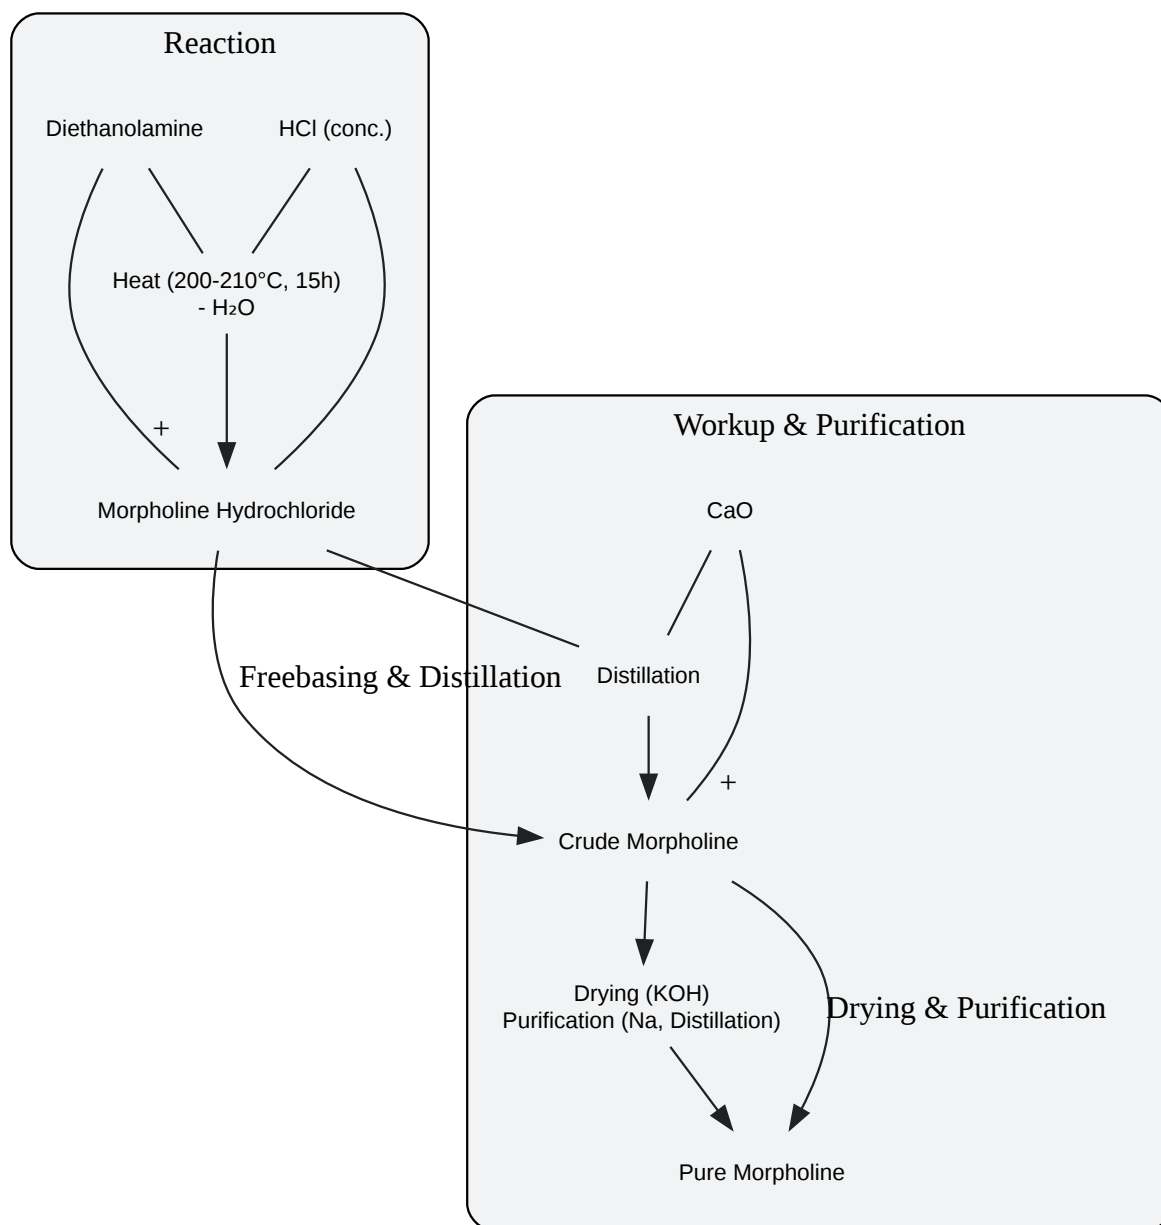 Reaction
Diethanolamine
HCl (conc.)
Heat (200-210°C, 15h)
- H₂O
+
Morpholine Hydrochloride
Workup & Purification
CaO
Freebasing & Distillation
Distillation
+
Crude Morpholine
Drying (KOH)
Purification (Na, Distillation)
Drying & Purification
Pure Morpholine